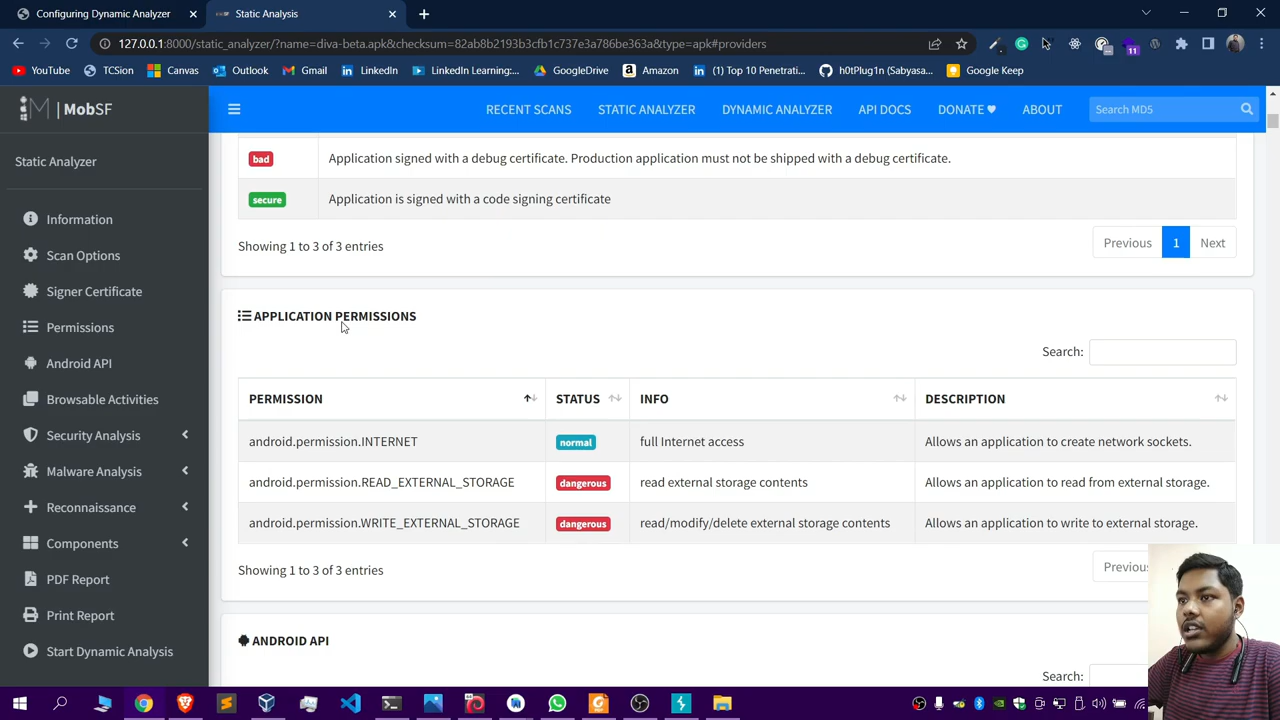 Configuring Dynamic Analyzer
Static Analysis
127.0.0.1:8000/static_analyzer/?name=diva-beta.apk&checksum=82ab8b2193b3cfb1c737e3a786be363a&type=apk#providers
YouTube
TCSion
Canvas
Outlook
Gmail
LinkedIn
LinkedIn Learning...
GoogleDrive
Amazon
(1) Top 10 Penetrati...
h0tPlug1n (Sabyasa...
Google Keep
11
MobSF
RECENT SCANS
STATIC ANALYZER
DYNAMIC ANALYZER
API DOCS
DONATE ♥
ABOUT
Search MD5
Static Analyzer
Information
Scan Options
Signer Certificate
Permissions
Android API
Browsable Activities
Security Analysis
Malware Analysis
Reconnaissance
Components
PDF Report
Print Report
Start Dynamic Analysis
bad Application signed with a debug certificate. Production application must not be shipped with a debug certificate.
secure Application is signed with a code signing certificate
Showing 1 to 3 of 3 entries
Previous 1 Next
APPLICATION PERMISSIONS
Search:
PERMISSION STATUS INFO DESCRIPTION
android.permission.INTERNET normal full Internet access Allows an application to create network sockets.
android.permission.READ_EXTERNAL_STORAGE dangerous read external storage contents Allows an application to read from external storage.
android.permission.WRITE_EXTERNAL_STORAGE dangerous read/modify/delete external storage contents Allows an application to write to external storage.
Showing 1 to 3 of 3 entries
Previous
ANDROID API
Search: